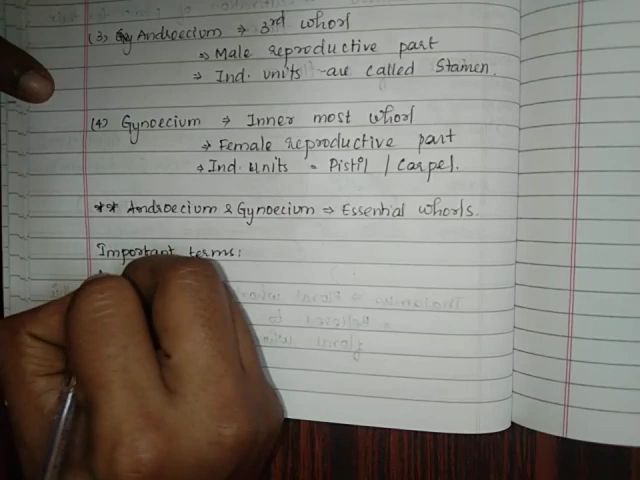 (3) Androecium ⇒ 3rd whorl
→ Male reproductive part
→ Ind. units are called Stamen.
(4) Gynoecium ⇒ Inner most whorl
→ Female reproductive part
→ Ind. units = Pistil / Carpel.
** Androecium & Gynoecium ⇒ Essential whorls.
Important terms: